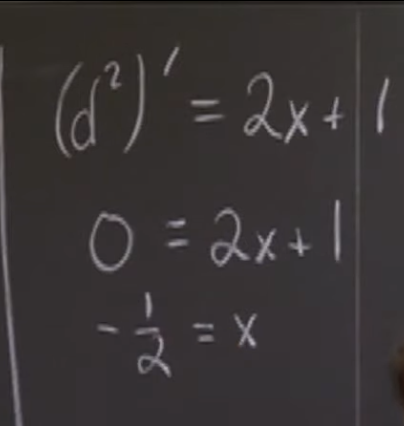 (d²)' = 2x + 1
0 = 2x + 1
-1/2 = x